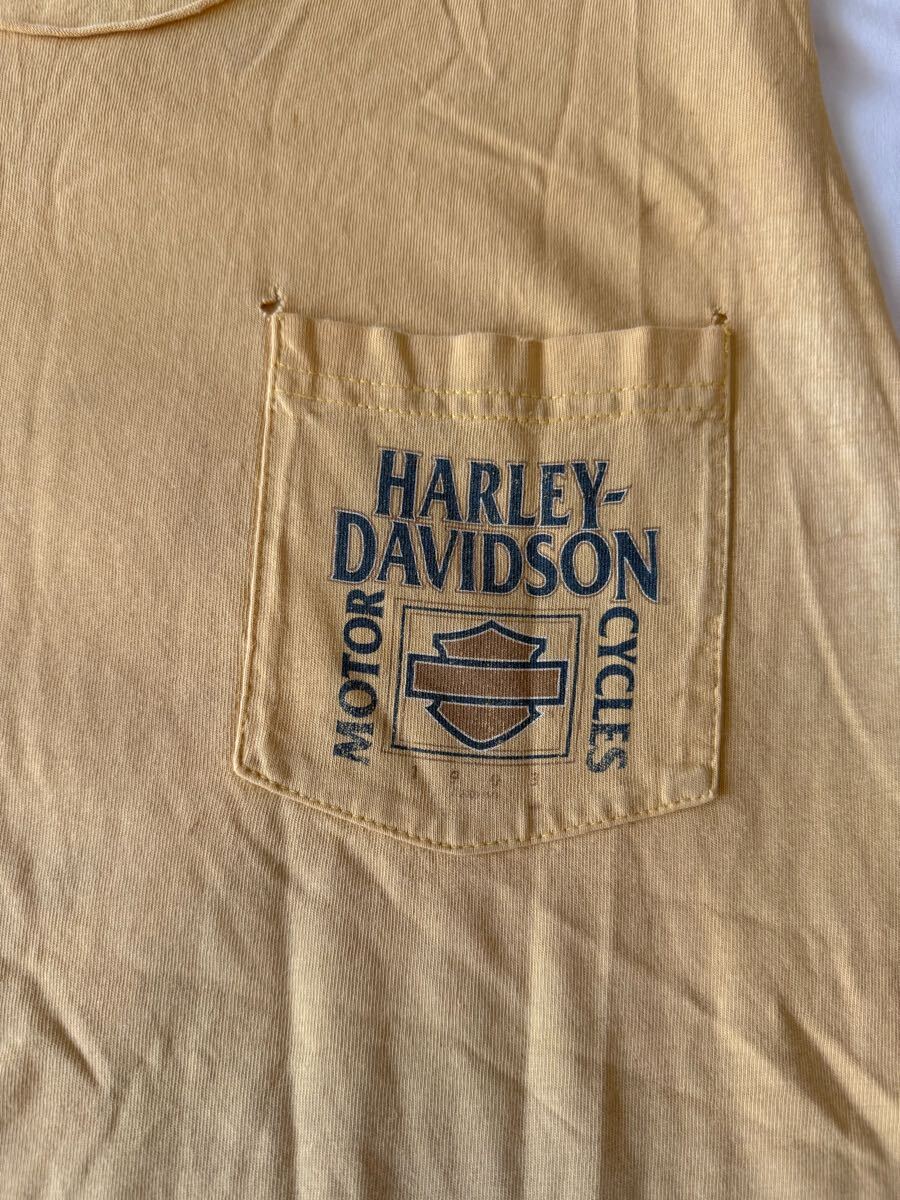 HARLEY-
DAVIDSON
MOTOR
CYCLES